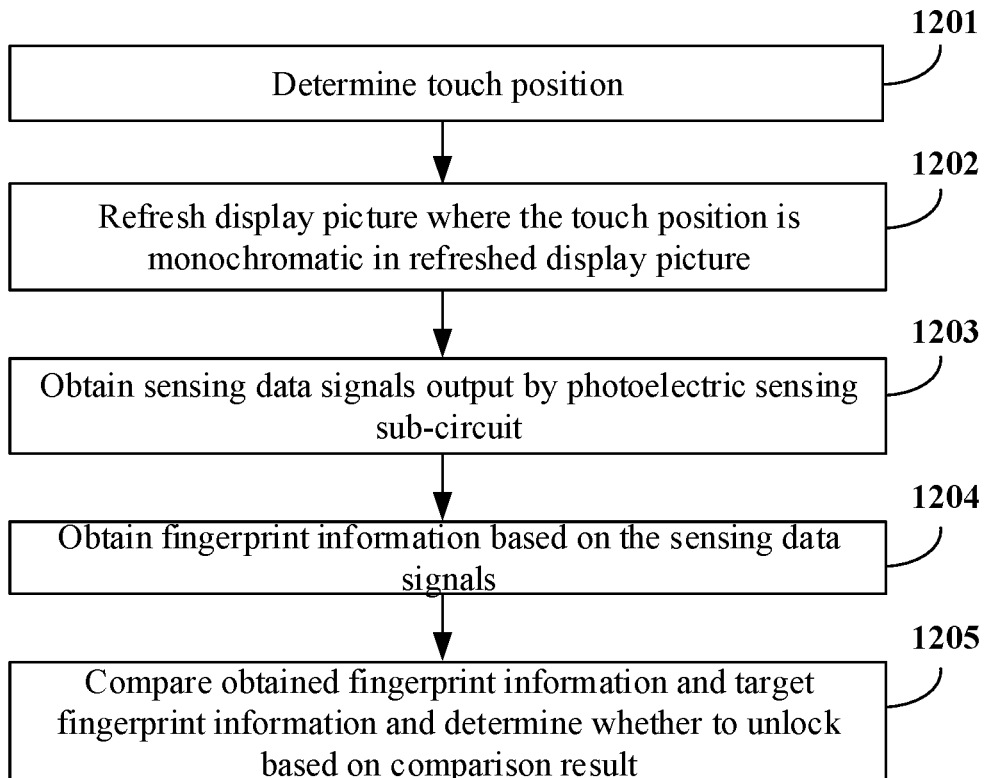 1201
Determine touch position
1202
Refresh display picture where the touch position is
monochromatic in refreshed display picture
1203
Obtain sensing data signals output by photoelectric sensing
sub-circuit
1204
Obtain fingerprint information based on the sensing data
signals
1205
Compare obtained fingerprint information and target
fingerprint information and determine whether to unlock
based on comparison result